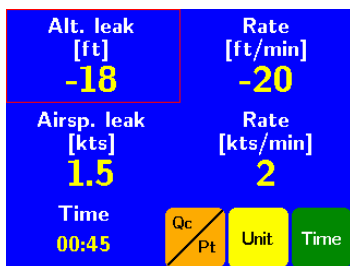 Alt. leak Rate
[ft] [ft/min]
-18 -20
Airsp. leak Rate
[kts] [kts/min]
1.5 2
Time
00:45
Qc
Pt
Unit
Time